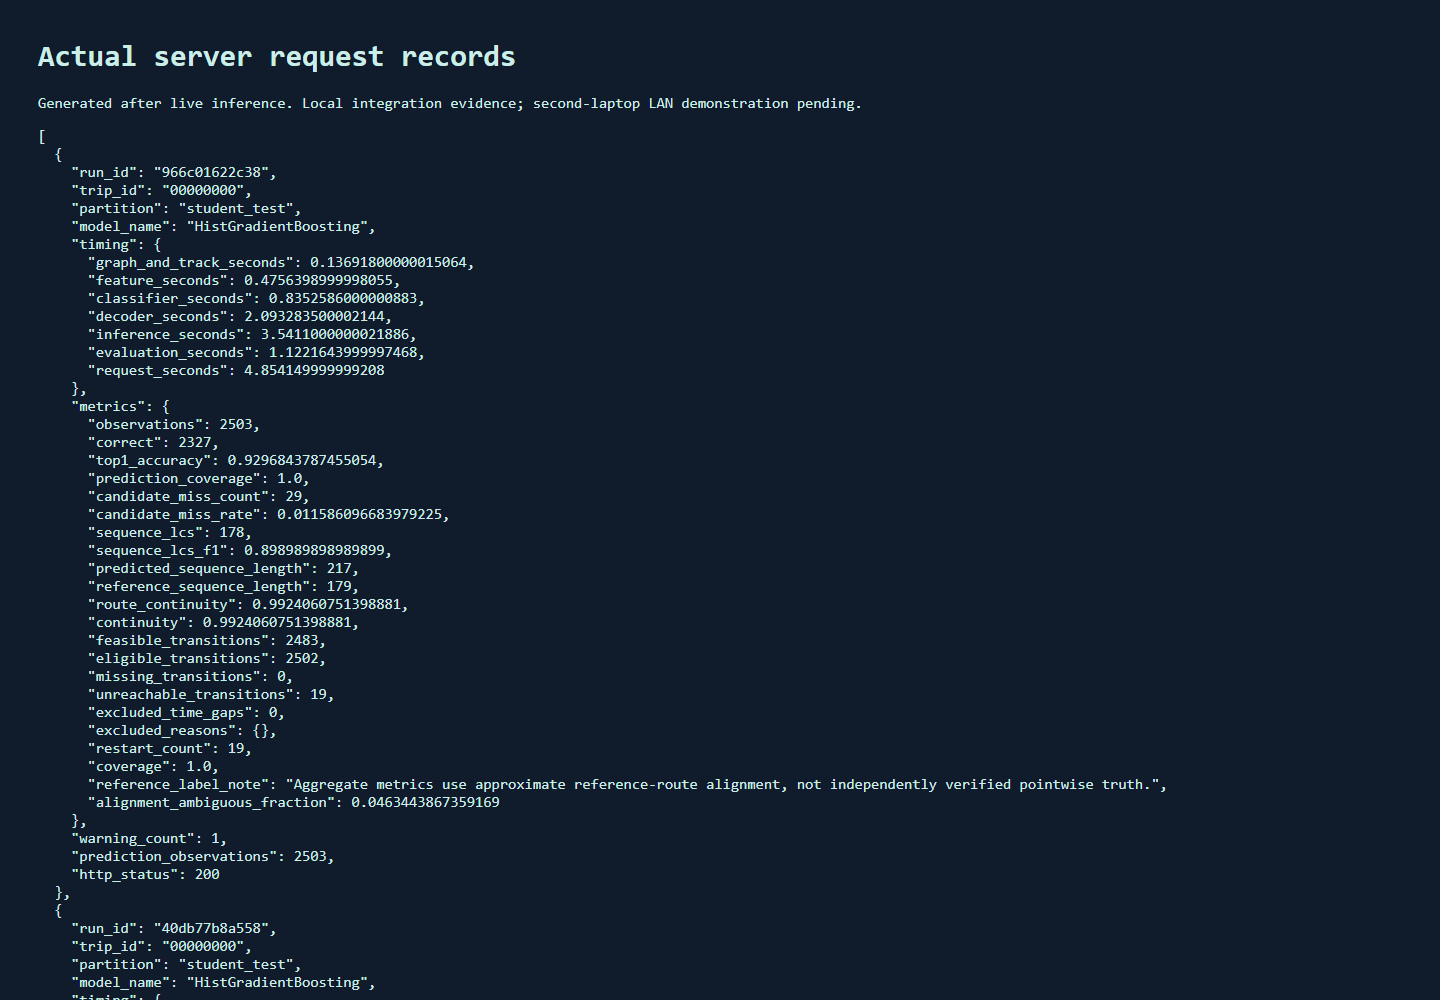 Actual server request records
Generated after live inference. Local integration evidence; second-laptop LAN demonstration pending.
[
  {
    "run_id": "966c01622c38",
    "trip_id": "00000000",
    "partition": "student_test",
    "model_name": "HistGradientBoosting",
    "timing": {
      "graph_and_track_seconds": 0.13691800000015064,
      "feature_seconds": 0.4756398999998055,
      "classifier_seconds": 0.8352586000000883,
      "decoder_seconds": 2.093283500002144,
      "inference_seconds": 3.5411000000021886,
      "evaluation_seconds": 1.1221643999997468,
      "request_seconds": 4.854149999999208
    },
    "metrics": {
      "observations": 2503,
      "correct": 2327,
      "top1_accuracy": 0.9296843787455054,
      "prediction_coverage": 1.0,
      "candidate_miss_count": 29,
      "candidate_miss_rate": 0.011586096683979225,
      "sequence_lcs": 178,
      "sequence_lcs_f1": 0.898989898989899,
      "predicted_sequence_length": 217,
      "reference_sequence_length": 179,
      "route_continuity": 0.9924060751398881,
      "continuity": 0.9924060751398881,
      "feasible_transitions": 2483,
      "eligible_transitions": 2502,
      "missing_transitions": 0,
      "unreachable_transitions": 19,
      "excluded_time_gaps": 0,
      "excluded_reasons": {},
      "restart_count": 19,
      "coverage": 1.0,
      "reference_label_note": "Aggregate metrics use approximate reference-route alignment, not independently verified pointwise truth.",
      "alignment_ambiguous_fraction": 0.0463443867359169
    },
    "warning_count": 1,
    "prediction_observations": 2503,
    "http_status": 200
  },
  {
    "run_id": "40db77b8a558",
    "trip_id": "00000000",
    "partition": "student_test",
    "model_name": "HistGradientBoosting",
    "timing": {